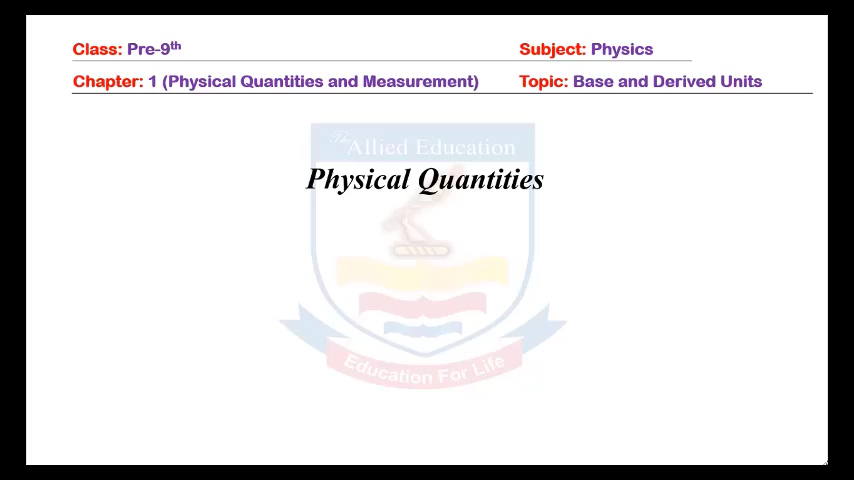 Class: Pre-9th
Subject: Physics
Chapter: 1 (Physical Quantities and Measurement)
Topic: Base and Derived Units
The Allied Education
Physical Quantities
Education For Life